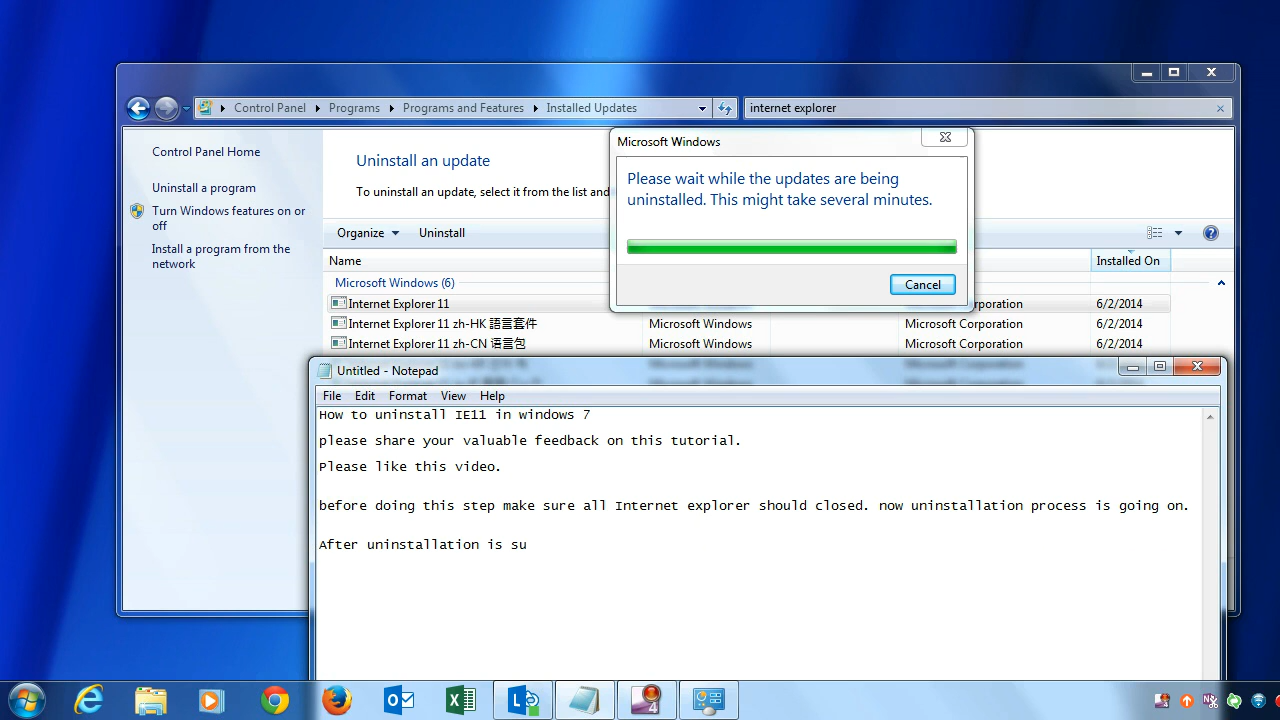 Control Panel
Programs
Programs and Features
Installed Updates
internet explorer
Control Panel Home
Uninstall a program
Turn Windows features on or
off
Install a program from the
network
Uninstall an update
To uninstall an update, select it from the list and
Organize
Uninstall
Name
Installed On
Microsoft Windows (6)
Internet Explorer 11
rporation
6/2/2014
Internet Explorer 11 zh-HK 語言套件
Microsoft Windows
Microsoft Corporation
6/2/2014
Internet Explorer 11 zh-CN 语言包
Microsoft Windows
Microsoft Corporation
6/2/2014
Microsoft Windows
Please wait while the updates are being
uninstalled. This might take several minutes.
Cancel
Untitled - Notepad
File Edit Format View Help
How to uninstall IE11 in windows 7
please share your valuable feedback on this tutorial.
Please like this video.
before doing this step make sure all Internet explorer should closed. now uninstallation process is going on.
After uninstallation is su